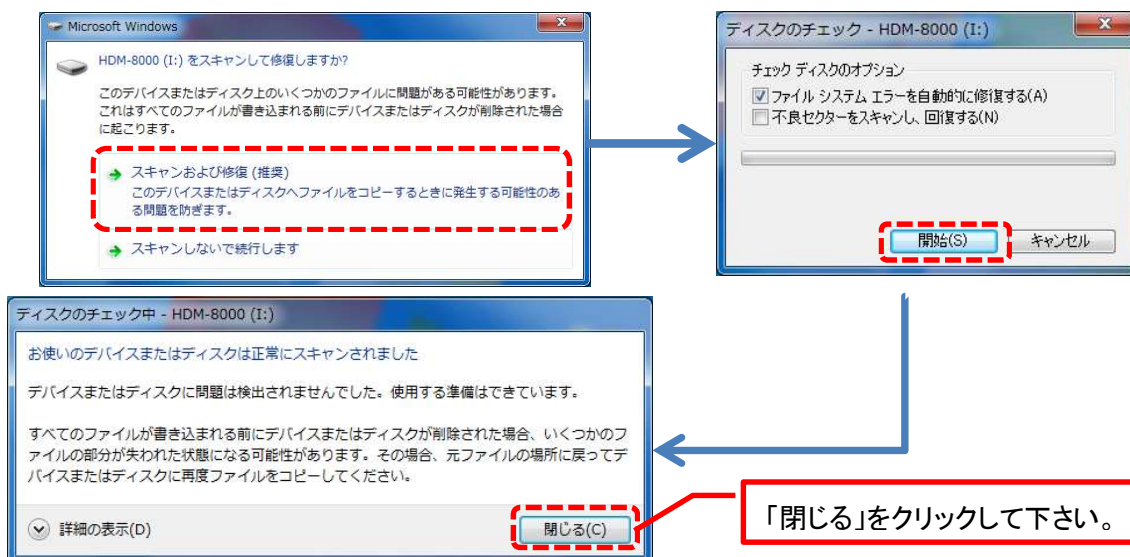 Microsoft Windows
HDM-8000 (I:) をスキャンして修復しますか?
このデバイスまたはディスク上のいくつかのファイルに問題がある可能性があります。
これはすべてのファイルが書き込まれる前にデバイスまたはディスクが削除された場合
に起こります。
スキャンおよび修復 (推奨)
このデバイスまたはディスクへファイルをコピーするときに発生する可能性のあ
る問題を防ぎます。
スキャンしないで続行します
ディスクのチェック - HDM-8000 (I:)
チェック ディスクのオプション
ファイル システム エラーを自動的に修復する(A)
不良セクターをスキャンし、回復する(N)
開始(S)
キャンセル
ディスクのチェック中 - HDM-8000 (I:)
お使いのデバイスまたはディスクは正常にスキャンされました
デバイスまたはディスクに問題は検出されませんでした。使用する準備はできています。
すべてのファイルが書き込まれる前にデバイスまたはディスクが削除された場合、いくつかのフ
ァイルの部分が失われた状態になる可能性があります。その場合、元ファイルの場所に戻ってデ
バイスまたはディスクに再度ファイルをコピーしてください。
詳細の表示(D)
閉じる(C)
「閉じる」をクリックして下さい。